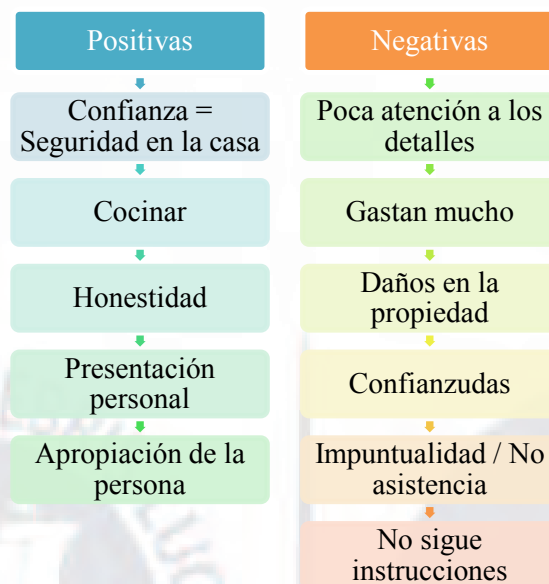 Positivas
Confianza =
Seguridad en la casa
Cocinar
Honestidad
Presentación
personal
Apropiación de la
persona
Negativas
Poca atención a los
detalles
Gastan mucho
Daños en la
propiedad
Confianzudas
Impuntualidad / No
asistencia
No sigue
instrucciones